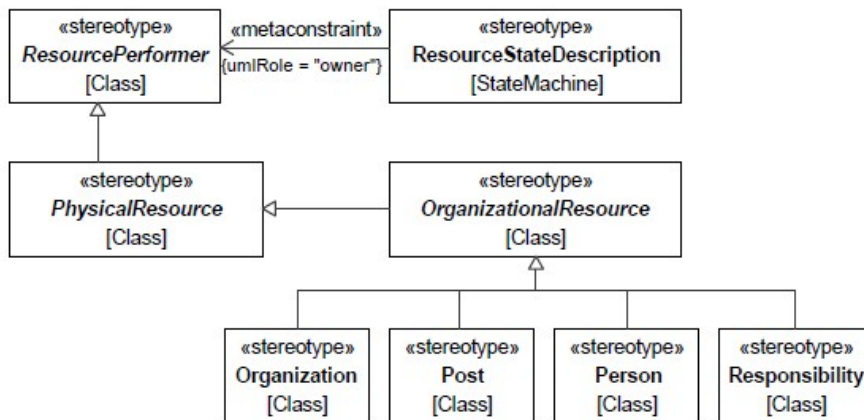 «stereotype»
ResourcePerformer
[Class]
«metaconstraint»
{umlRole = "owner"}
«stereotype»
ResourceStateDescription
[StateMachine]
«stereotype»
PhysicalResource
[Class]
«stereotype»
OrganizationalResource
[Class]
«stereotype»
Organization
[Class]
«stereotype»
Post
[Class]
«stereotype»
Person
[Class]
«stereotype»
Responsibility
[Class]